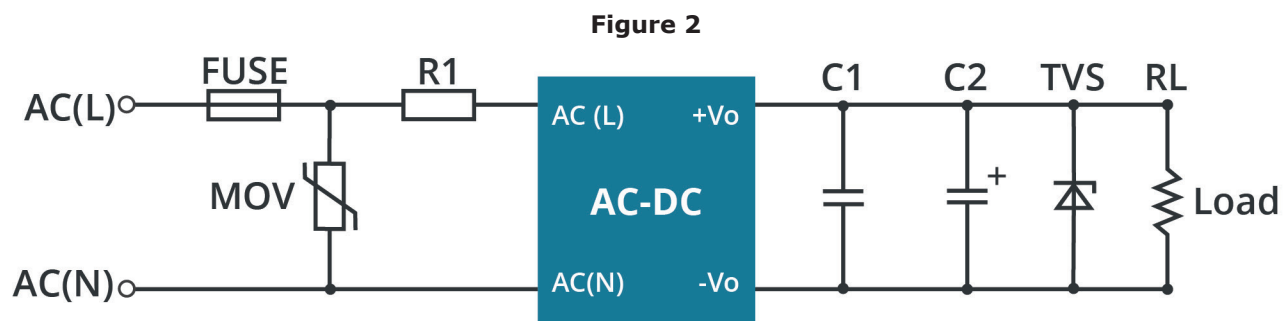 Figure 2
FUSE
R1
C1
C2
TVS
RL
AC(L)
AC (L)
+Vo
MOV
AC-DC
+
Load
AC(N)
AC(N)
-Vo